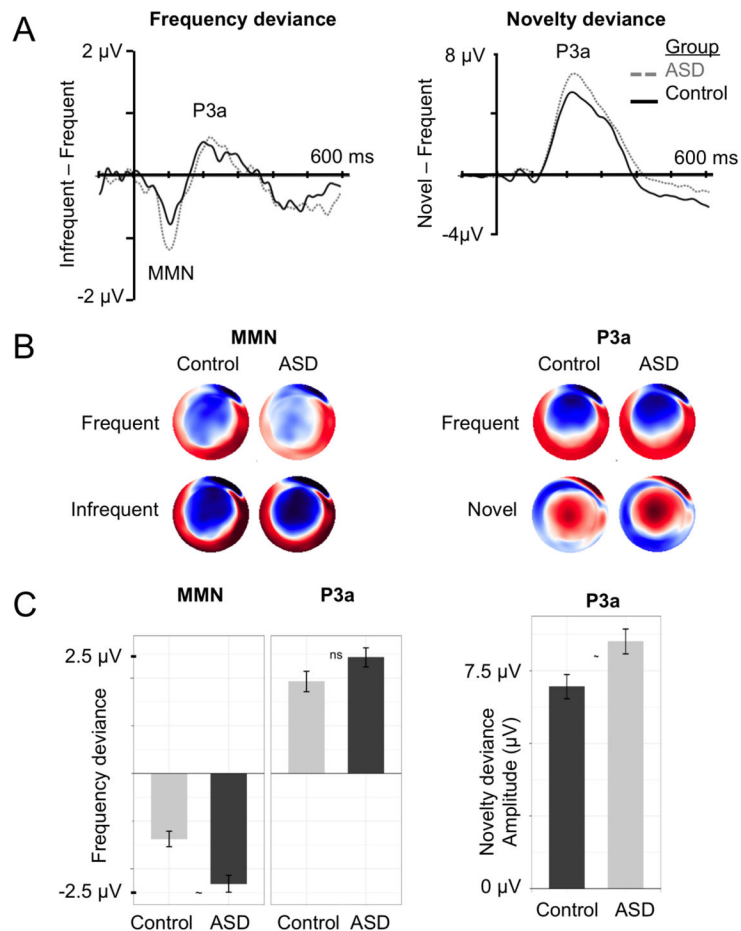 A
Frequency deviance
2 µV
P3a
600 ms
Infrequent – Frequent
MMN
-2 µV
Novelty deviance
8 µV
P3a
Group
ASD
Control
600 ms
Novel – Frequent
-4µV
B
MMN
Control ASD
Frequent
Infrequent
P3a
Control ASD
Frequent
Novel
C
MMN P3a
2.5 µV
ns
Frequency deviance
-2.5 µV
~
Control ASD Control ASD
P3a
7.5 µV
~
Novelty deviance
Amplitude (µV)
0 µV
Control ASD